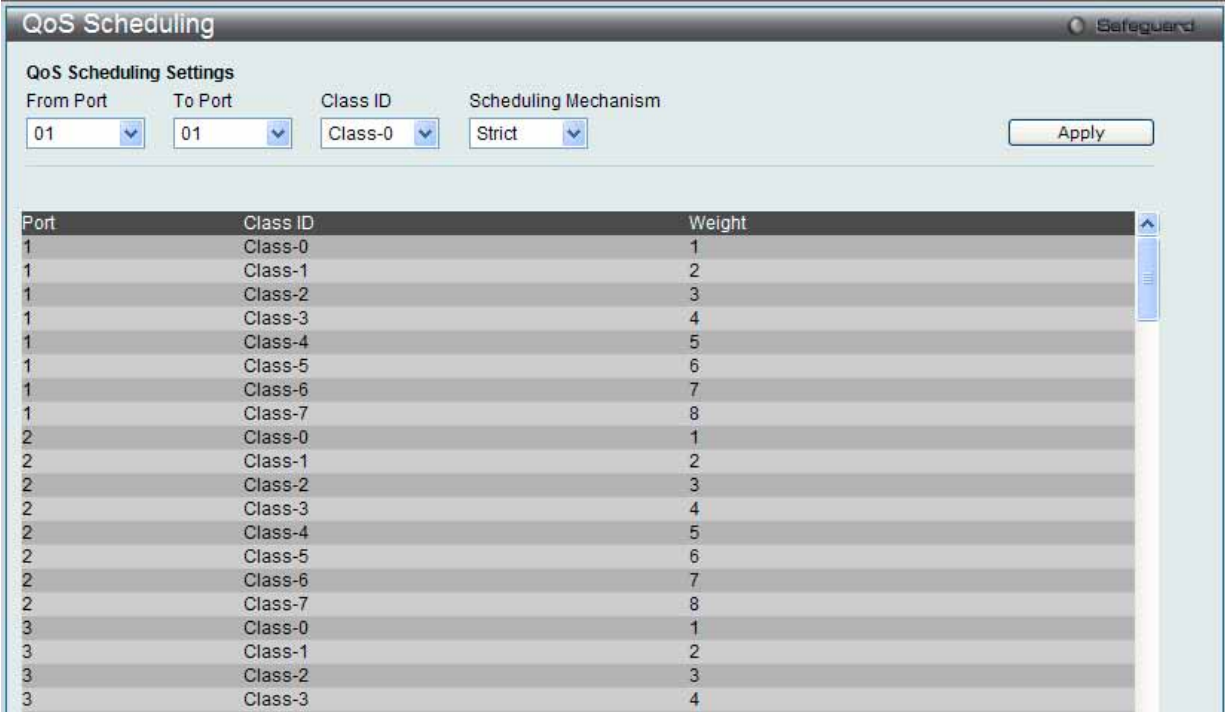 QoS Scheduling Safeguard
QoS Scheduling Settings
From Port To Port Class ID Scheduling Mechanism
01 01 Class-0 Strict Apply
Port Class ID Weight
1 Class-0 1
1 Class-1 2
1 Class-2 3
1 Class-3 4
1 Class-4 5
1 Class-5 6
1 Class-6 7
1 Class-7 8
2 Class-0 1
2 Class-1 2
2 Class-2 3
2 Class-3 4
2 Class-4 5
2 Class-5 6
2 Class-6 7
2 Class-7 8
3 Class-0 1
3 Class-1 2
3 Class-2 3
3 Class-3 4